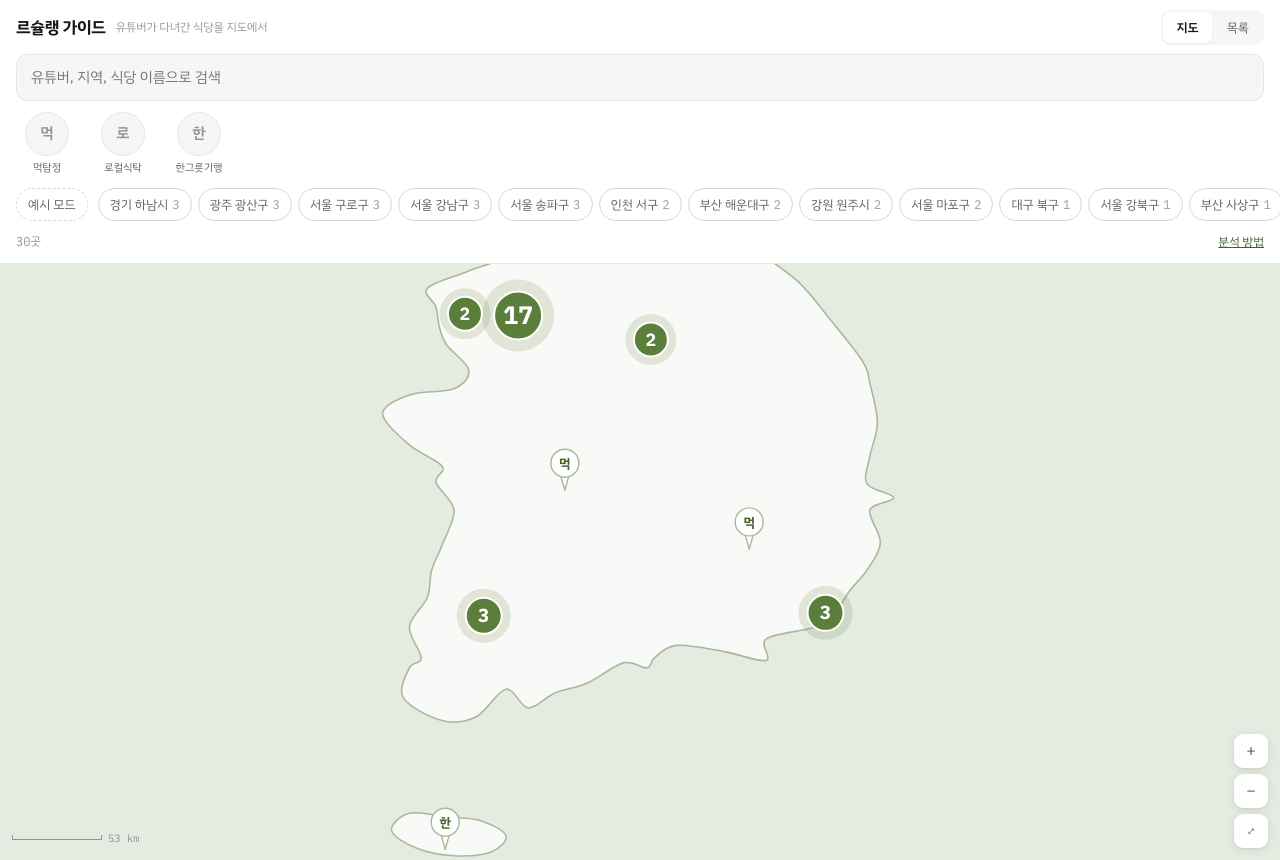 르슐랭 가이드 유튜버가 다녀간 식당을 지도에서 지도 목록
유튜버, 지역, 식당 이름으로 검색
먹 로 한
먹탐정 로컬식탁 한그릇기행
예시 모드 경기 하남시 3 광주 광산구 3 서울 구로구 3 서울 강남구 3 서울 송파구 3 인천 서구 2 부산 해운대구 2 강원 원주시 2 서울 마포구 2 대구 북구 1 서울 강북구 1 부산 사상구 1
30곳 분석 방법
2 17
2
먹
먹
3 3
+
−
한
53 km